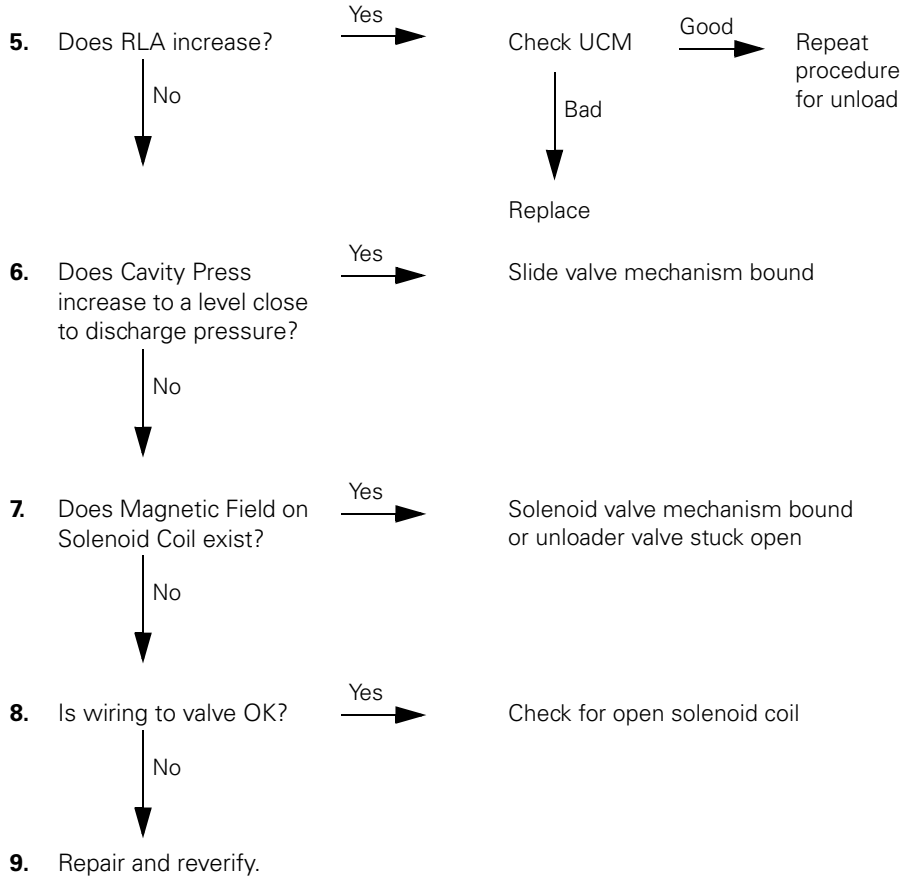 Yes
Good
5. Does RLA increase?
Check UCM
Repeat
procedure
for unload
No
Bad
Replace
Yes
6. Does Cavity Press
increase to a level close
to discharge pressure?
Slide valve mechanism bound
No
Yes
7. Does Magnetic Field on
Solenoid Coil exist?
Solenoid valve mechanism bound
or unloader valve stuck open
No
Yes
8. Is wiring to valve OK?
Check for open solenoid coil
No
9. Repair and reverify.